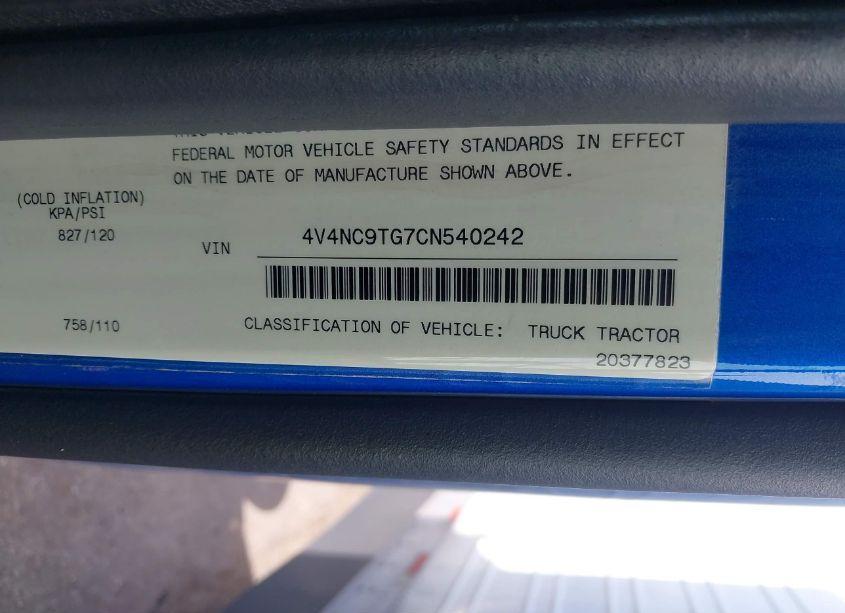 FEDERAL MOTOR VEHICLE SAFETY STANDARDS IN EFFECT
ON THE DATE OF MANUFACTURE SHOWN ABOVE.
(COLD INFLATION)
KPA/PSI
827/120
VIN 4V4NC9TG7CN540242
758/110
CLASSIFICATION OF VEHICLE: TRUCK TRACTOR
20377823